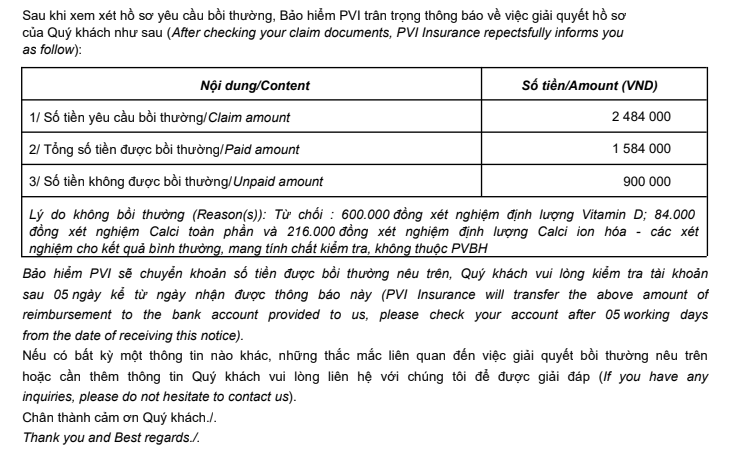 Sau khi xem xét hồ sơ yêu cầu bồi thường, Bảo hiểm PVI trân trọng thông báo về việc giải quyết hồ sơ
của Quý khách như sau (After checking your claim documents, PVI Insurance repectsfully informs you
as follow):
Nội dung/Content Số tiền/Amount (VND)
1/ Số tiền yêu cầu bồi thường/Claim amount 2 484 000
2/ Tổng số tiền được bồi thường/Paid amount 1 584 000
3/ Số tiền không được bồi thường/Unpaid amount 900 000
Lý do không bồi thường (Reason(s)): Từ chối : 600.000 đồng xét nghiệm định lượng Vitamin D; 84.000
đồng xét nghiệm Calci toàn phần và 216.000 đồng xét nghiệm định lượng Calci ion hóa - các xét
nghiệm cho kết quả bình thường, mang tính chất kiểm tra, không thuộc PVBH
Bảo hiểm PVI sẽ chuyển khoản số tiền được bồi thường nêu trên, Quý khách vui lòng kiểm tra tài khoản
sau 05 ngày kể từ ngày nhận được thông báo này (PVI Insurance will transfer the above amount of
reimbursement to the bank account provided to us, please check your account after 05 working days
from the date of receiving this notice).
Nếu có bất kỳ một thông tin nào khác, những thắc mắc liên quan đến việc giải quyết bồi thường nêu trên
hoặc cần thêm thông tin Quý khách vui lòng liên hệ với chúng tôi để được giải đáp (If you have any
inquiries, please do not hesitate to contact us).
Chân thành cảm ơn Quý khách./.
Thank you and Best regards./.